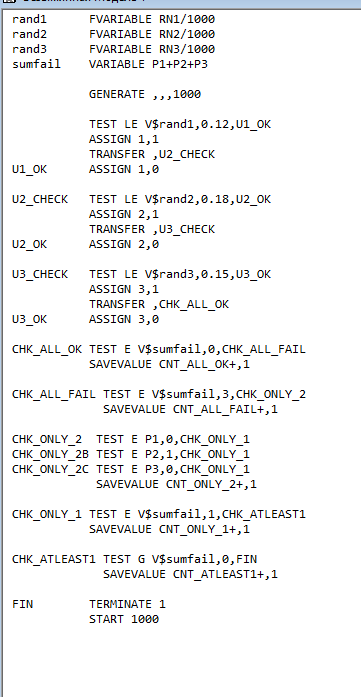 rand1 FVARIABLE RN1/1000
rand2 FVARIABLE RN2/1000
rand3 FVARIABLE RN3/1000
sumfail VARIABLE P1+P2+P3
GENERATE ,,,1000
TEST LE V$rand1,0.12,U1_OK
ASSIGN 1,1
TRANSFER ,U2_CHECK
U1_OK ASSIGN 1,0
U2_CHECK TEST LE V$rand2,0.18,U2_OK
ASSIGN 2,1
TRANSFER ,U3_CHECK
U2_OK ASSIGN 2,0
U3_CHECK TEST LE V$rand3,0.15,U3_OK
ASSIGN 3,1
TRANSFER ,CHK_ALL_OK
U3_OK ASSIGN 3,0
CHK_ALL_OK TEST E V$sumfail,0,CHK_ALL_FAIL
SAVEVALUE CNT_ALL_OK+,1
CHK_ALL_FAIL TEST E V$sumfail,3,CHK_ONLY_2
SAVEVALUE CNT_ALL_FAIL+,1
CHK_ONLY_2 TEST E P1,0,CHK_ONLY_1
CHK_ONLY_2B TEST E P2,1,CHK_ONLY_1
CHK_ONLY_2C TEST E P3,0,CHK_ONLY_1
SAVEVALUE CNT_ONLY_2+,1
CHK_ONLY_1 TEST E V$sumfail,1,CHK_ATLEAST1
SAVEVALUE CNT_ONLY_1+,1
CHK_ATLEAST1 TEST G V$sumfail,0,FIN
SAVEVALUE CNT_ATLEAST1+,1
FIN TERMINATE 1
START 1000